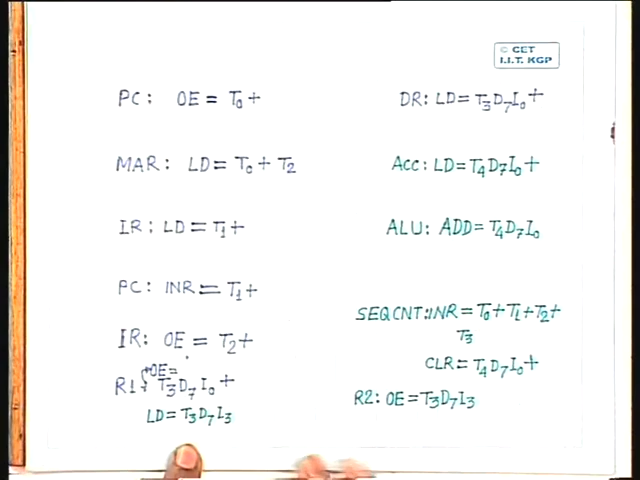 © CET
I.I.T. KGP
PC: OE = T₀ +
MAR: LD = T₀ + T₂
IR: LD = T₁ +
PC: INR = T₁ +
IR: OE = T₂ +
OE =
R1: T₃D₇I₀ +
LD = T₃D₇I₃
DR: LD = T₃D₇I₀ +
Acc: LD = T₄D₇I₀ +
ALU: ADD = T₄D₇I₀
SEQCNT: INR = T₀ + T₁ + T₂ +
T₃
CLR = T₄D₇I₀ +
R2: OE = T₃D₇I₃